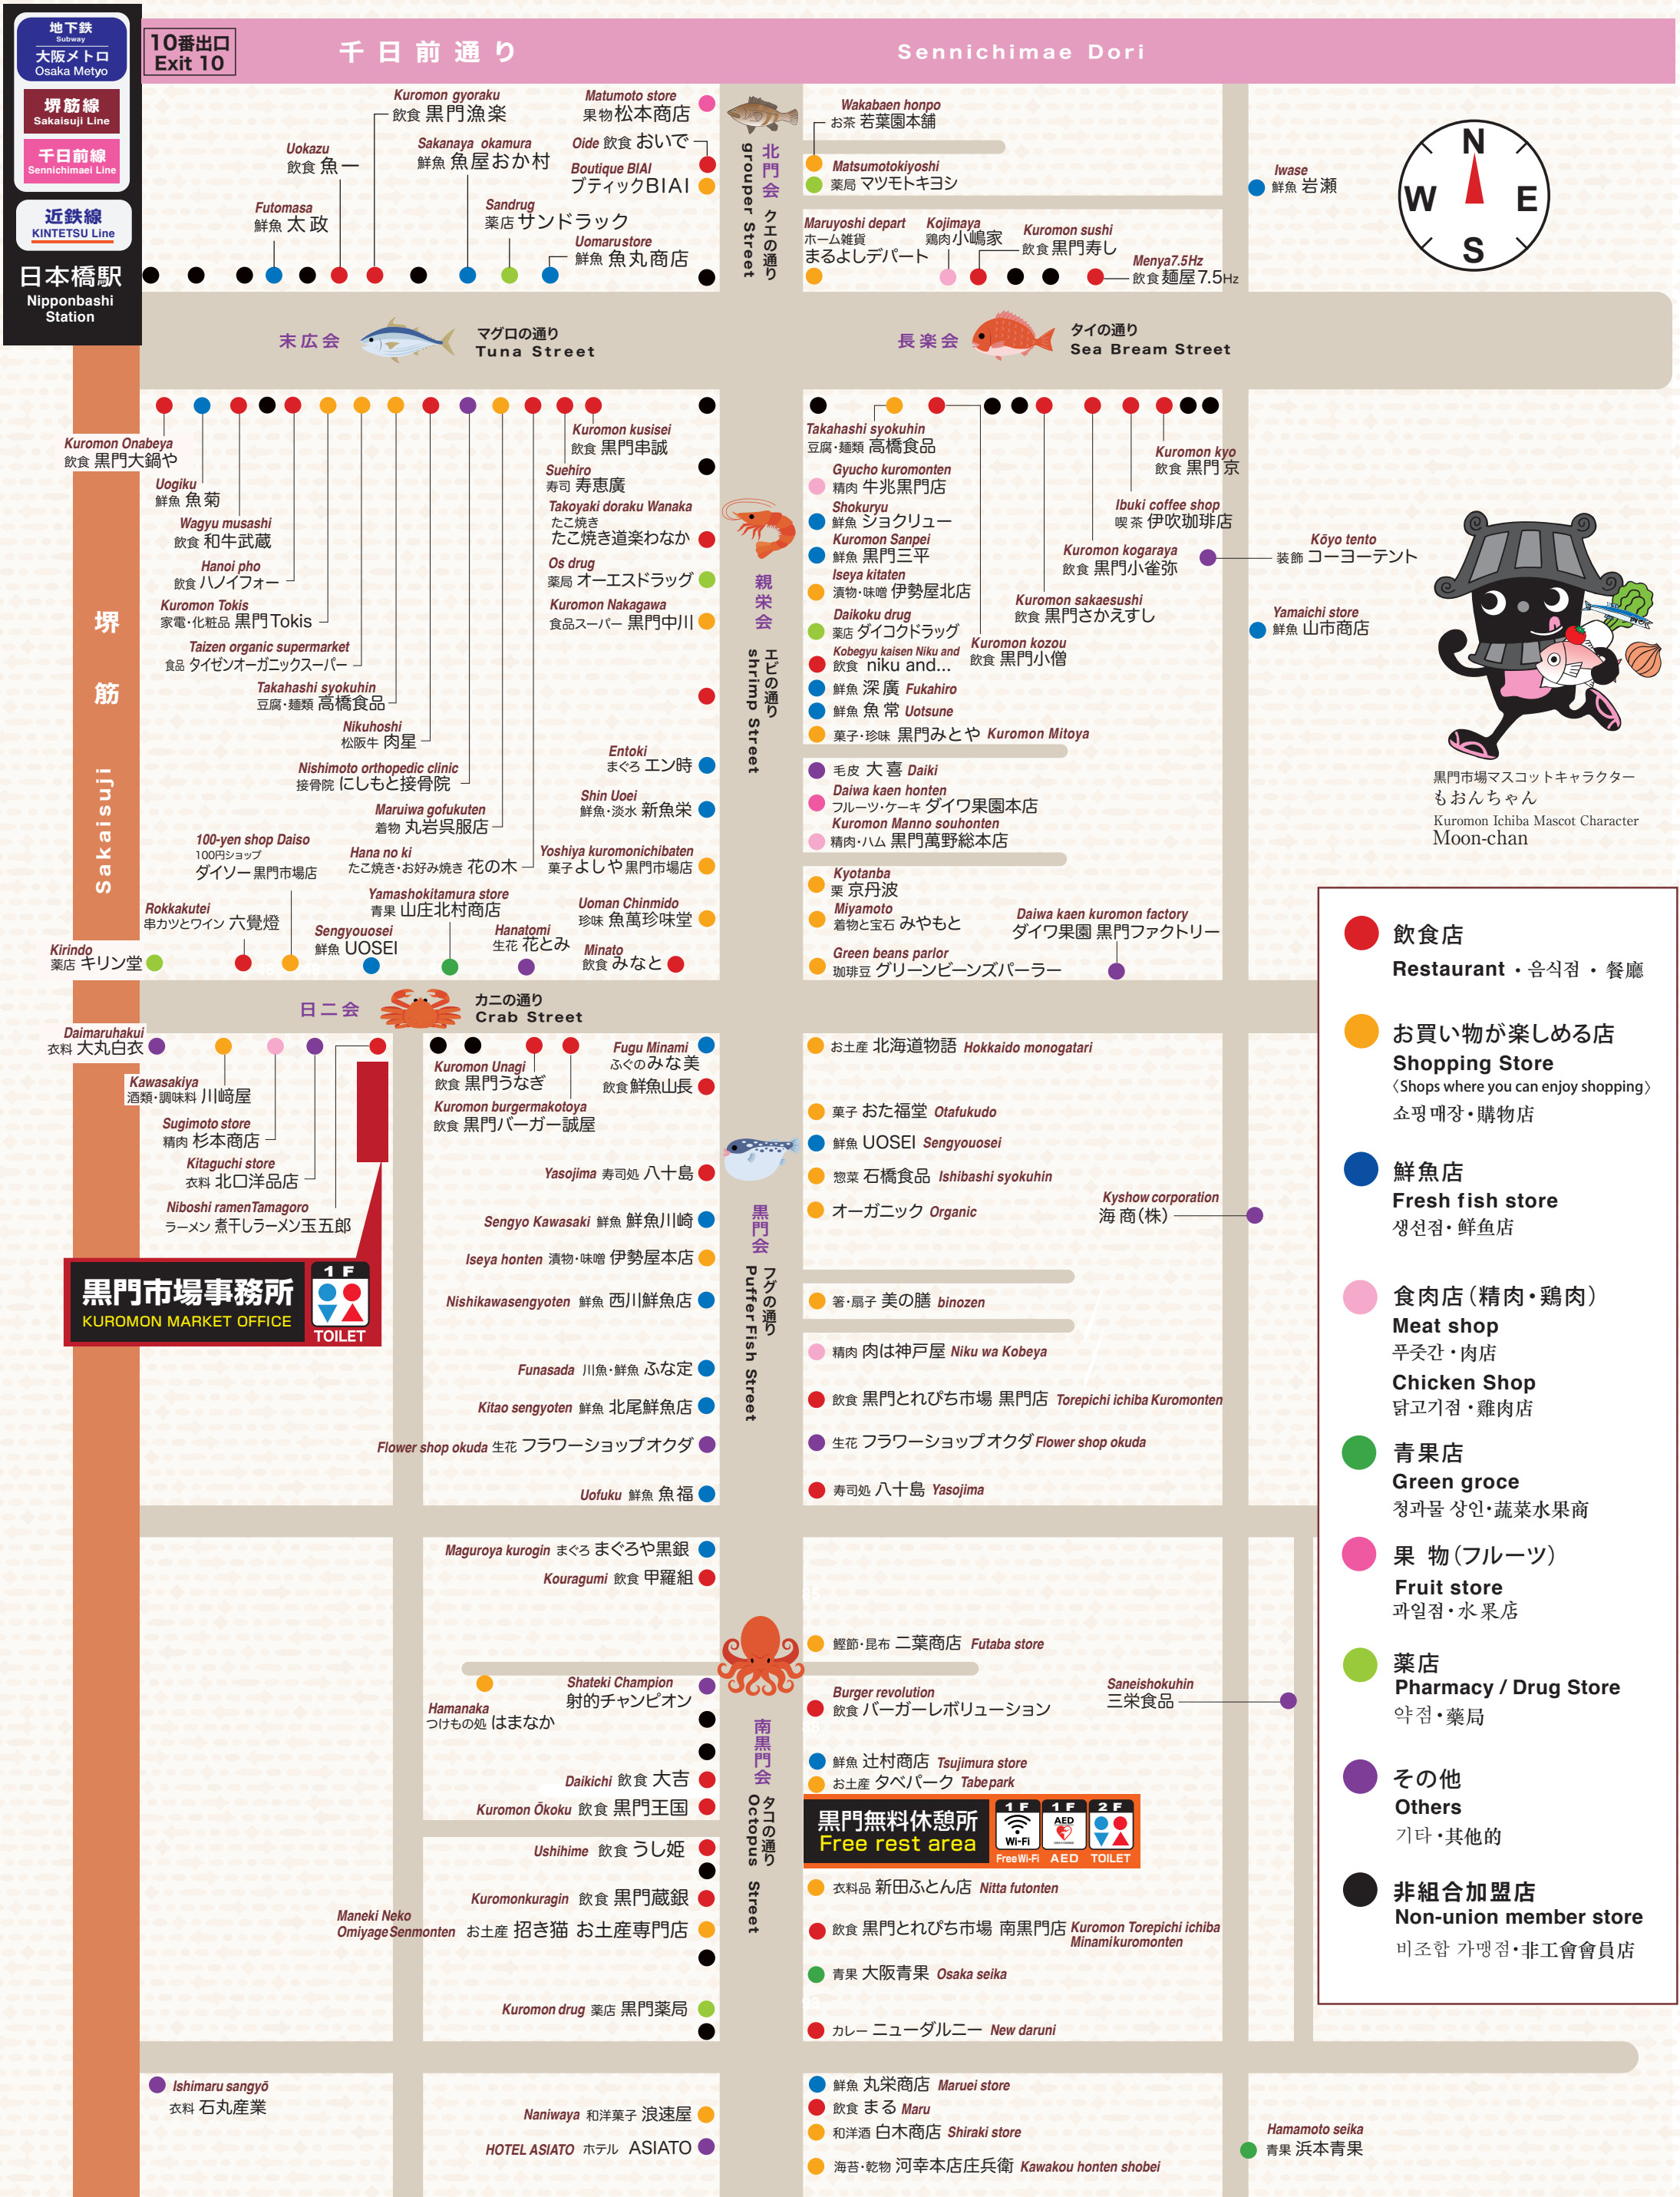 地下鉄
Subway
大阪メトロ
Osaka Metyo
堺筋線
Sakaisuji Line
千日前線
Sennichimaei Line
近鉄線
KINTETSU Line
日本橋駅
Nipponbashi
Station
10番出口
Exit 10
千日前通り
Sennichimae Dori
Kuromon gyoraku
飲食 黒門漁楽
Matumoto store
果物 松本商店
Uokazu
飲食 魚一
Sakanaya okamura
鮮魚 魚屋おか村
Oide 飲食 おいで
Boutique BIAI
ブティックBIAI
Futomasa
鮮魚 太政
Sandrug
薬店 サンドラック
Uomarustore
鮮魚 魚丸商店
北門会
クエの通り
grouper Street
Wakabaen honpo
お茶 若葉園本舗
Matsumotokiyoshi
薬局 マツモトキヨシ
Maruyoshi depart
ホーム雑貨
まるよしデパート
Kojimaya
鶏肉 小嶋家
Kuromon sushi
飲食 黒門寿し
Menya7.5Hz
飲食 麺屋 7.5Hz
Iwase
鮮魚 岩瀬
N
W
E
S
末広会
マグロの通り
Tuna Street
長楽会
タイの通り
Sea Bream Street
堺筋
Sakaisuji
Kuromon Onabeya
飲食 黒門大鍋や
Uogiku
鮮魚 魚菊
Wagyu musashi
飲食 和牛武蔵
Hanoi pho
飲食 ハノイフォー
Kuromon Tokis
家電・化粧品 黒門Tokis
Taizen organic supermarket
食品 タイゼンオーガニックスーパー
Takahashi syokuhin
豆腐・麺類 高橋食品
Nikuhoshi
松阪牛 肉星
Nishimoto orthopedic clinic
接骨院 にしもと接骨院
Maruiwa gofukuten
着物 丸岩呉服店
Hana no ki
たこ焼き・お好み焼き 花の木
Kuromon kusisei
飲食 黒門串誠
Suehiro
寿司 寿恵廣
Takoyaki doraku Wanaka
たこ焼き
たこ焼き道楽わなか
Os drug
薬局 オーエスドラッグ
Kuromon Nakagawa
食品スーパー 黒門中川
Entoki
まぐろ エン時
Shin Uoei
鮮魚・淡水 新魚栄
Yoshiya kuromonichibaten
菓子 よしや 黒門市場店
Uoman Chinmido
珍味 魚萬珍味堂
Minato
飲食 みなと
100-yen shop Daiso
100円ショップ
ダイソー 黒門市場店
Rokkakutei
串カツとワイン 六覺燈
Yamashokitamura store
青果 山庄北村商店
Sengyouosei
鮮魚 UOSEI
Hanatomi
生花 花とみ
Kirindo
薬店 キリン堂
親栄会
エビの通り
shrimp Street
Takahashi syokuhin
豆腐・麺類 高橋食品
Gyucho kuromonten
精肉 牛兆黒門店
Shokuryu
鮮魚 ショクリュー
Kuromon Sanpei
鮮魚 黒門三平
Iseya kitaten
漬物・味噌 伊勢屋北店
Daikoku drug
薬店 ダイコクドラッグ
Kobegyu kaisen Niku and
飲食 niku and...
鮮魚 深廣 Fukahiro
鮮魚 魚常 Uotsune
菓子・珍味 黒門みとや Kuromon Mitoya
Kuromon kyo
飲食 黒門 京
Ibuki coffee shop
喫茶 伊吹珈琲店
Kuromon kogaraya
飲食 黒門小雀弥
Kuromon sakaesushi
飲食 黒門さかえすし
Kuromon kozou
飲食 黒門小僧
Kōyo tento
装飾 コーヨーテント
Yamaichi store
鮮魚 山市商店
毛皮 大喜 Daiki
Daiwa kaen honten
フルーツ・ケーキ ダイワ果園本店
Kuromon Manno souhonten
精肉・ハム 黒門萬野総本店
Kyotanba
栗 京丹波
Miyamoto
着物と宝石 みやもと
Green beans parlor
珈琲豆 グリーンビーンズパーラー
Daiwa kaen kuromon factory
ダイワ果園 黒門ファクトリー
黒門市場マスコットキャラクター
もおんちゃん
Kuromon Ichiba Mascot Character
Moon-chan
日二会
カニの通り
Crab Street
Daimaruhakui
衣料 大丸白衣
Kawasakiya
酒類・調味料 川﨑屋
Sugimoto store
精肉 杉本商店
Kitaguchi store
衣料 北口洋品店
Niboshi ramenTamagoro
ラーメン 煮干しラーメン玉五郎
黒門市場事務所
KUROMON MARKET OFFICE
1F
TOILET
Kuromon Unagi
飲食 黒門うなぎ
Kuromon burgermakotoya
飲食 黒門バーガー誠屋
Fugu Minami
ふぐの みな美
飲食 鮮魚山長
Yasojima 寿司処 八十島
Sengyo Kawasaki 鮮魚 鮮魚川崎
Iseya honten 漬物・味噌 伊勢屋本店
Nishikawasengyoten 鮮魚 西川鮮魚店
Funasada 川魚・鮮魚 ふな定
Kitao sengyoten 鮮魚 北尾鮮魚店
Flower shop okuda 生花 フラワーショップオクダ
Uofuku 鮮魚 魚福
黒門会
フグの通り
Puffer Fish Street
お土産 北海道物語 Hokkaido monogatari
菓子 おた福堂 Otafukudo
鮮魚 UOSEI Sengyouosei
惣菜 石橋食品 Ishibashi syokuhin
オーガニック Organic
Kyshow corporation
海商(株)
箸・扇子 美の膳 binozen
精肉 肉は神戸屋 Niku wa Kobeya
飲食 黒門とれぴち市場 黒門店 Torepichi ichiba Kuromonten
生花 フラワーショップオクダ Flower shop okuda
寿司処 八十島 Yasojima
Maguroya kurogin まぐろ まぐろや黒銀
Kouragumi 飲食 甲羅組
Hamanaka
つけもの処 はまなか
Shateki Champion
射的チャンピオン
Daikichi 飲食 大吉
Kuromon Ōkoku 飲食 黒門王国
Ushihime 飲食 うし姫
Kuromonkuragin 飲食 黒門蔵銀
Maneki Neko
OmiyageSenmonten お土産 招き猫 お土産専門店
Kuromon drug 薬店 黒門薬局
南黒門会
タコの通り
Octopus Street
鰹節・昆布 二葉商店 Futaba store
Burger revolution
飲食 バーガーレボリューション
Saneishokuhin
三栄食品
鮮魚 辻村商店 Tsujimura store
お土産 タベパーク Tabepark
黒門無料休憩所
Free rest area
1F
Wi-Fi
Free Wi-Fi
1F
AED
AED
2F
TOILET
衣料品 新田ふとん店 Nitta futonten
飲食 黒門とれぴち市場 南黒門店 Kuromon Torepichi ichiba
Minamikuromonten
青果 大阪青果 Osaka seika
カレー ニューダルニー New daruni
Ishimaru sangyō
衣料 石丸産業
Naniwaya 和洋菓子 浪速屋
HOTEL ASIATO ホテル ASIATO
鮮魚 丸栄商店 Maruei store
飲食 まる Maru
和洋酒 白木商店 Shiraki store
海苔・乾物 河幸本店庄兵衛 Kawakou honten shobei
Hamamoto seika
青果 浜本青果
飲食店
Restaurant ・음식점・餐廳
お買い物が楽しめる店
Shopping Store
〈Shops where you can enjoy shopping〉
쇼핑매장・購物店
鮮魚店
Fresh fish store
생선점・鲜鱼店
食肉店(精肉・鶏肉)
Meat shop
푸줏간・肉店
Chicken Shop
닭고기점・雞肉店
青果店
Green groce
청과물 상인・蔬菜水果商
果 物(フルーツ)
Fruit store
과일점・水果店
薬店
Pharmacy / Drug Store
약점・藥局
その他
Others
기타・其他的
非組合加盟店
Non-union member store
비조합 가맹점・非工會會員店